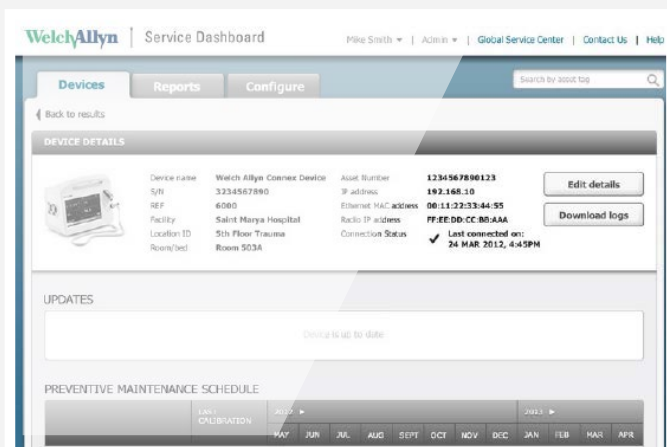 WelchAllyn Service Dashboard Mike Smith Admin | Global Service Center | Contact Us | Help
Devices Reports Configure Search by asset tag
Back to results
DEVICE DETAILS
Device name Welch Allyn Connex Device Asset Number 1234567890123
S/N 3234567890 IP address 192.168.10
REF 6000 Ethernet MAC address 00:11:22:33:44:55
Facility Saint Marya Hospital Radio IP address FF:EE:DD:CC:BB:AAA
Location ID 5th Floor Trauma Connection Status Last connected on:
Room/bed Room 503A 24 MAR 2012, 4:45PM
Edit details
Download logs
UPDATES
Device is up to date
PREVENTIVE MAINTENANCE SCHEDULE
LAST CALIBRATION 2012 2013
MAY JUN JUL AUG SEPT OCT NOV DEC JAN FEB MAR APR